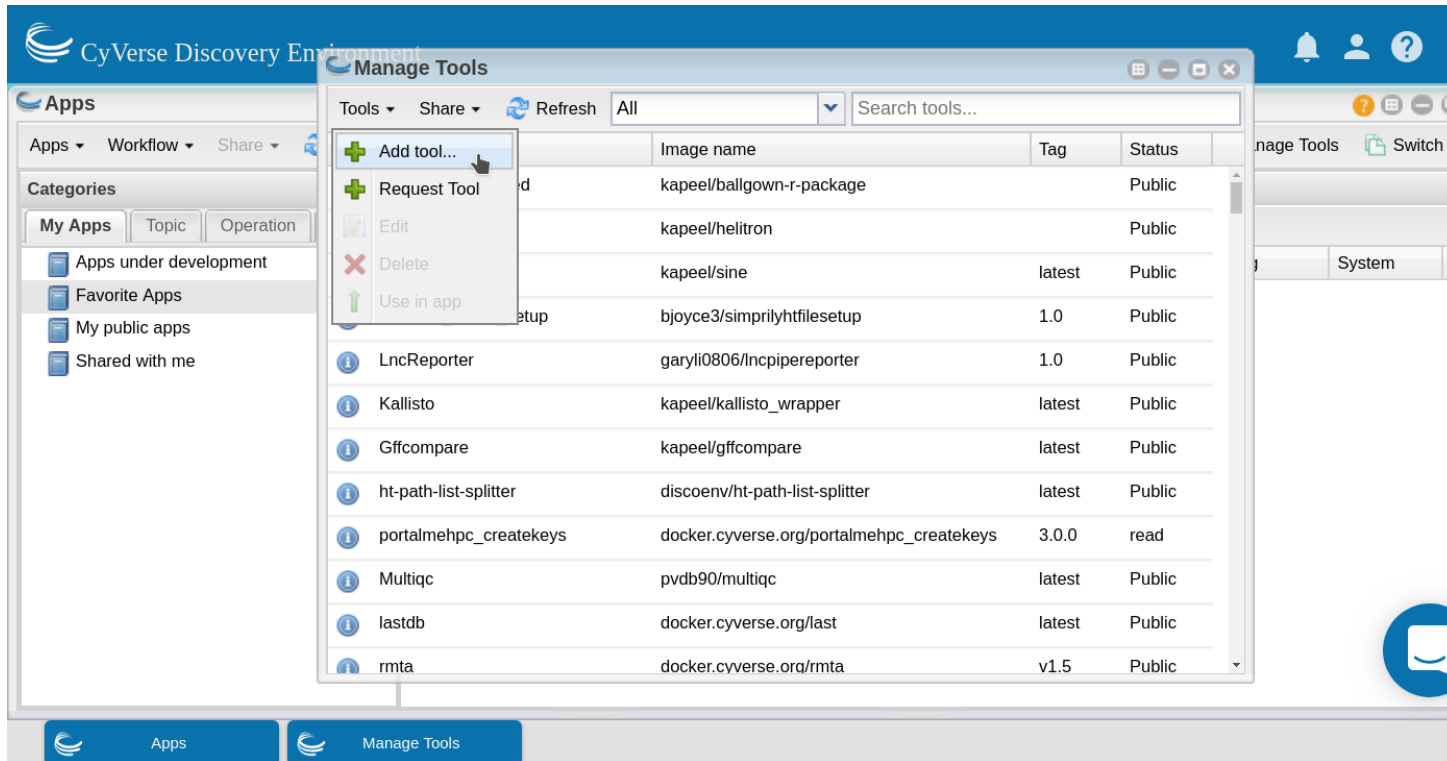 CyVerse Discovery Environment
Manage Tools
Apps
Tools Share Refresh All Search tools...
Apps Workflow Share Manage Tools Switch
Add tool... Image name Tag Status
Categories
Request Tool kapeel/ballgown-r-package Public
My Apps Topic Operation
Edit kapeel/helitron Public
Apps under development
Delete kapeel/sine latest Public
System
Favorite Apps
Use in app
bjoyce3/simprilyhtfilesetup 1.0 Public
My public apps
Shared with me
LncReporter garyli0806/lncpipereporter 1.0 Public
Kallisto kapeel/kallisto_wrapper latest Public
Gffcompare kapeel/gffcompare latest Public
ht-path-list-splitter discoenv/ht-path-list-splitter latest Public
portalmehpc_createkeys docker.cyverse.org/portalmehpc_createkeys 3.0.0 read
Multiqc pvdb90/multiqc latest Public
lastdb docker.cyverse.org/last latest Public
rmta docker.cyverse.org/rmta v1.5 Public
Apps Manage Tools